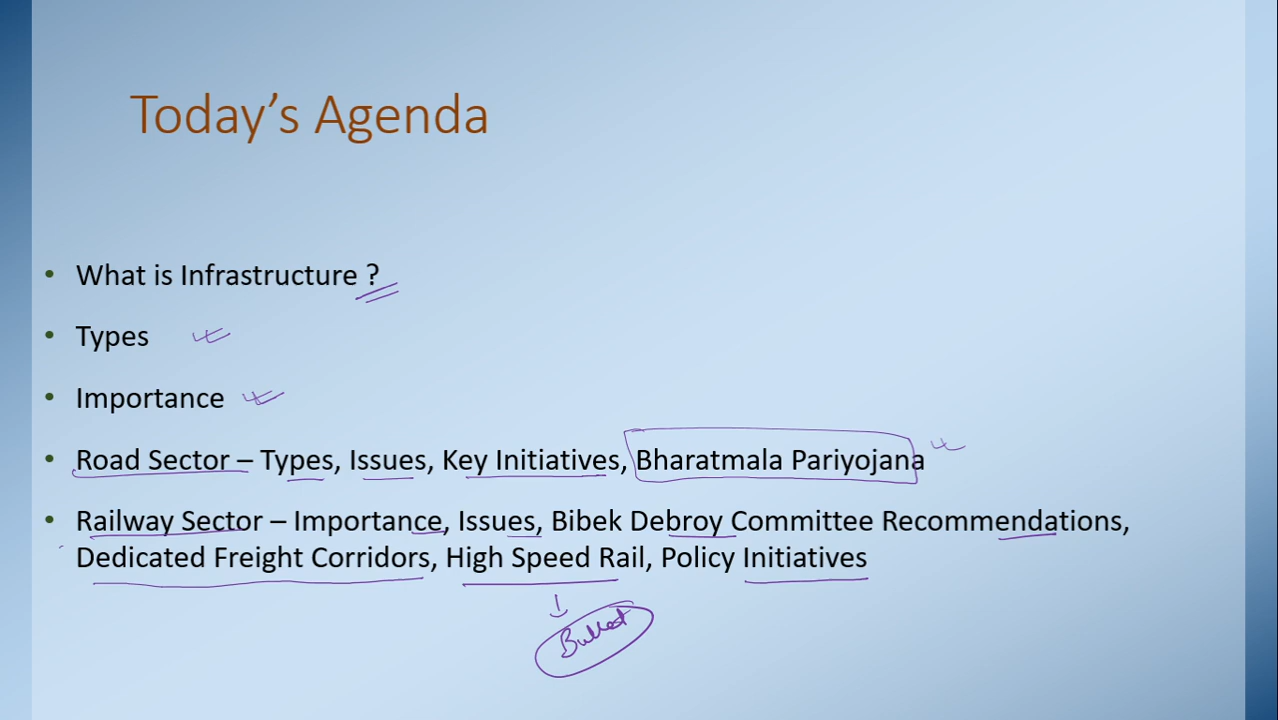 Today's Agenda
• What is Infrastructure ?
• Types
• Importance
• Road Sector – Types, Issues, Key Initiatives, Bharatmala Pariyojana
• Railway Sector – Importance, Issues, Bibek Debroy Committee Recommendations,
Dedicated Freight Corridors, High Speed Rail, Policy Initiatives
Bullet